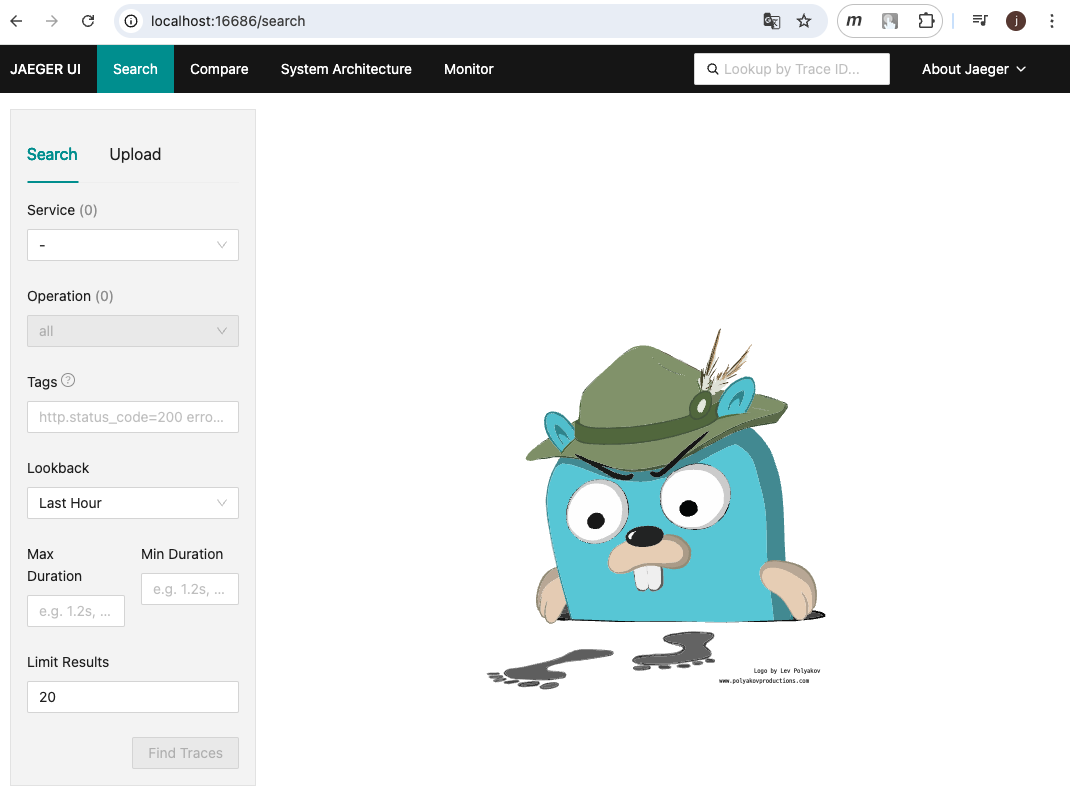 localhost:16686/search
JAEGER UI Search Compare System Architecture Monitor Lookup by Trace ID... About Jaeger
Search Upload
Service (0)
-
Operation (0)
all
Tags ?
http.status_code=200 erro...
Lookback
Last Hour
Max Duration
Min Duration
e.g. 1.2s, ...
e.g. 1.2s, ...
Limit Results
20
Find Traces
Logo by Lev Polyakov
www.polyakovproductions.com
m
j